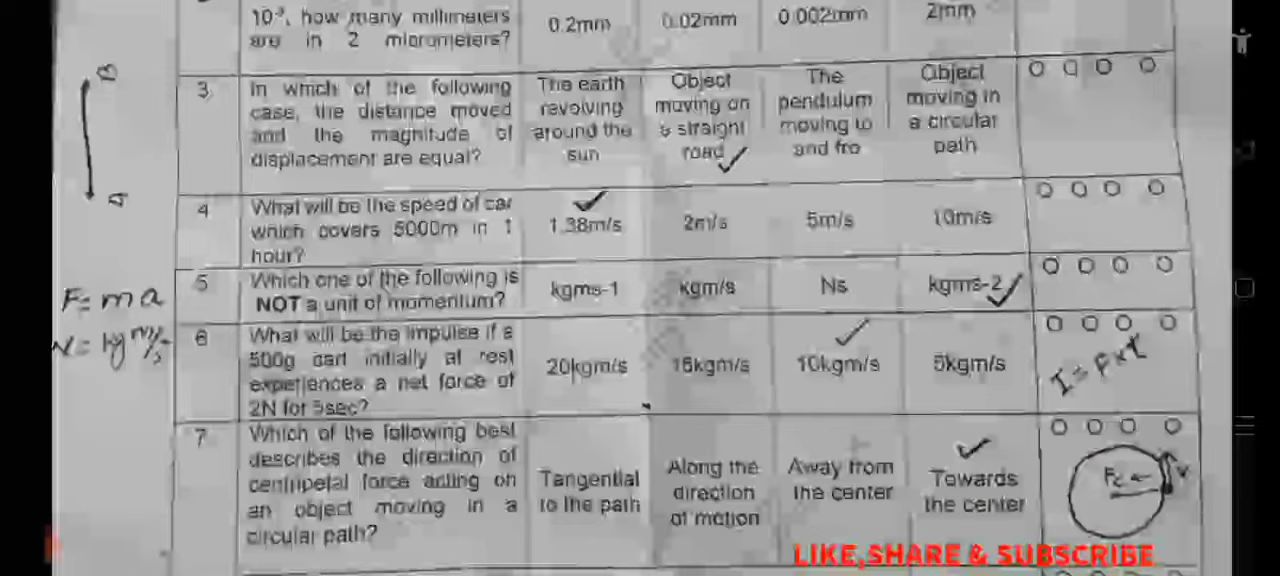 10⁻³, how many millimeters
are in 2 micrometers?
0.2mm
0.02mm
0.002mm
2mm
3
In which of the following
case, the distance moved
and the magnitude of
displacement are equal?
The earth
revolving
around the
sun
Object
moving on
a straight
road
The
pendulum
moving to
and fro
Object
moving in
a circular
path
B
A
4
What will be the speed of car
which covers 5000m in 1
hour?
1.38m/s
2m/s
5m/s
10m/s
5
Which one of the following is
NOT a unit of momentum?
kgms-1
kgm/s
Ns
kgms-2
F= ma
N = kg m/s²
6
What will be the impulse if a
500g cart initially at rest
experiences a net force of
2N for 5sec?
20kgm/s
15kgm/s
10kgm/s
5kgm/s
I = F×t
7
Which of the following best
describes the direction of
centripetal force acting on
an object moving in a
circular path?
Tangential
to the path
Along the
direction
of motion
Away from
the center
Towards
the center
Fc
v
LIKE,SHARE & SUBSCRIBE